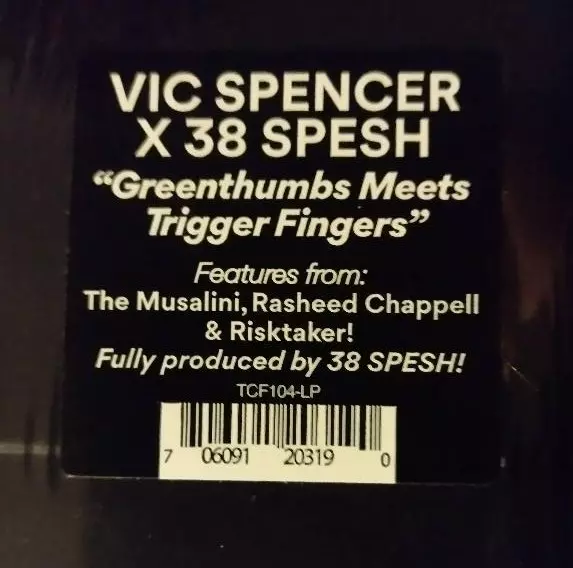 VIC SPENCER
X 38 SPESH
“Greenthumbs Meets
Trigger Fingers”
Features from:
The Musalini, Rasheed Chappell
& Risktaker!
Fully produced by 38 SPESH!
TCF104-LP
7 06091 20319 0